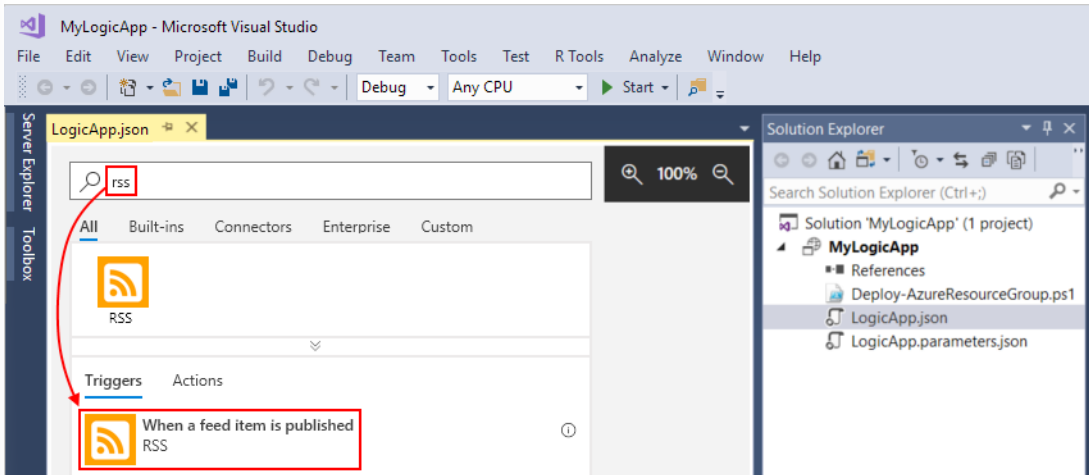 MyLogicApp - Microsoft Visual Studio
File Edit View Project Build Debug Team Tools Test R Tools Analyze Window Help
Debug Any CPU Start
Server Explorer
Toolbox
LogicApp.json
rss
100%
All Built-ins Connectors Enterprise Custom
RSS
Triggers Actions
When a feed item is published
RSS
Solution Explorer
Search Solution Explorer (Ctrl+;)
Solution 'MyLogicApp' (1 project)
MyLogicApp
References
Deploy-AzureResourceGroup.ps1
LogicApp.json
LogicApp.parameters.json